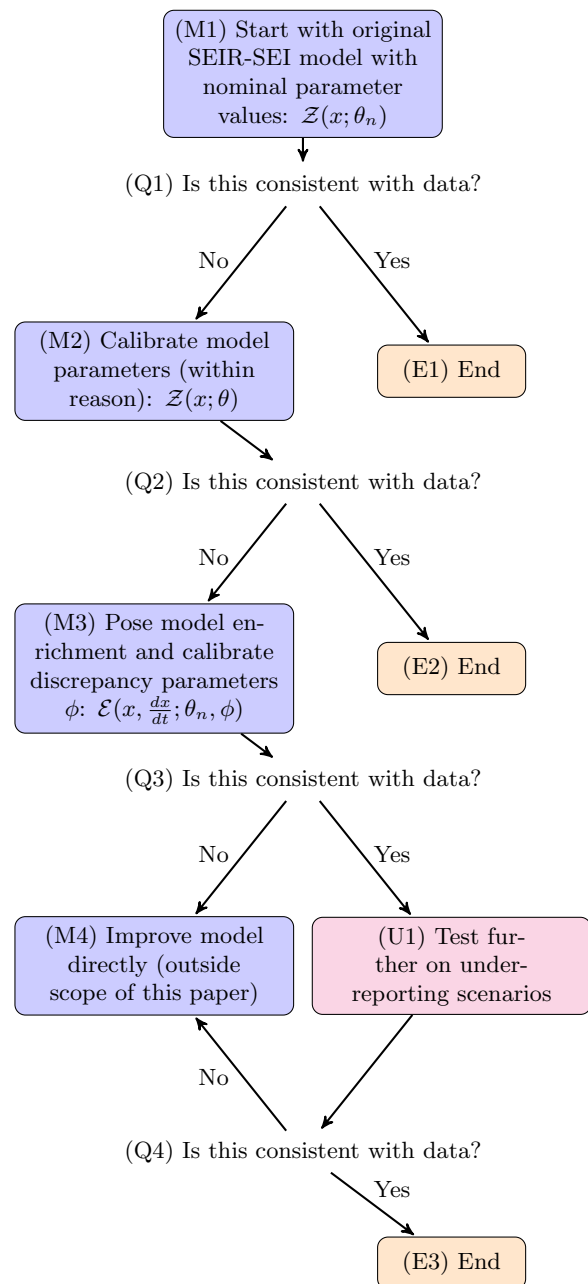 (M1) Start with original
SEIR-SEI model with
nominal parameter
values: 𝒵(x; θₙ)
(Q1) Is this consistent with data?
No
Yes
(M2) Calibrate model
parameters (within
reason): 𝒵(x; θ)
(E1) End
(Q2) Is this consistent with data?
No
Yes
(M3) Pose model en-
richment and calibrate
discrepancy parameters
ϕ: ℰ(x, dx/dt; θₙ, ϕ)
(E2) End
(Q3) Is this consistent with data?
No
Yes
(M4) Improve model
directly (outside
scope of this paper)
(U1) Test fur-
ther on under-
reporting scenarios
No
(Q4) Is this consistent with data?
Yes
(E3) End